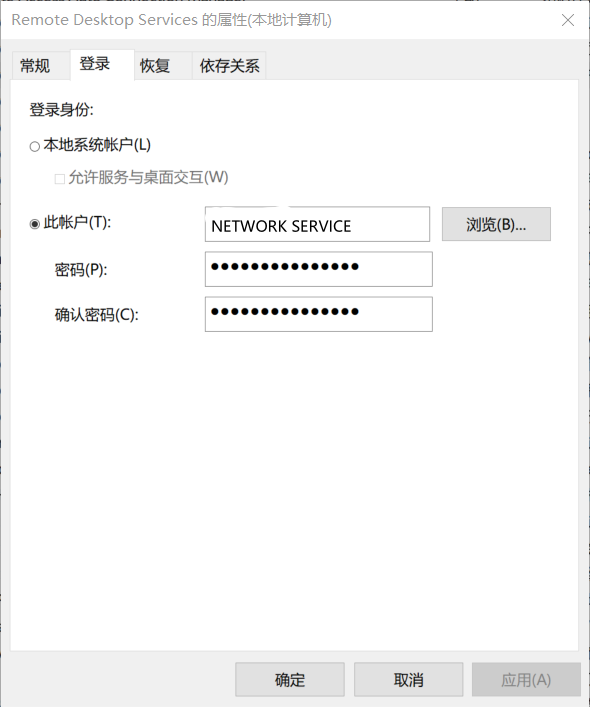 Remote Desktop Services 的属性(本地计算机)
常规 登录 恢复 依存关系
登录身份:
本地系统帐户(L)
允许服务与桌面交互(W)
此帐户(T): NETWORK SERVICE 浏览(B)...
密码(P): ●●●●●●●●●●●●●●●
确认密码(C): ●●●●●●●●●●●●●●●
确定 取消 应用(A)